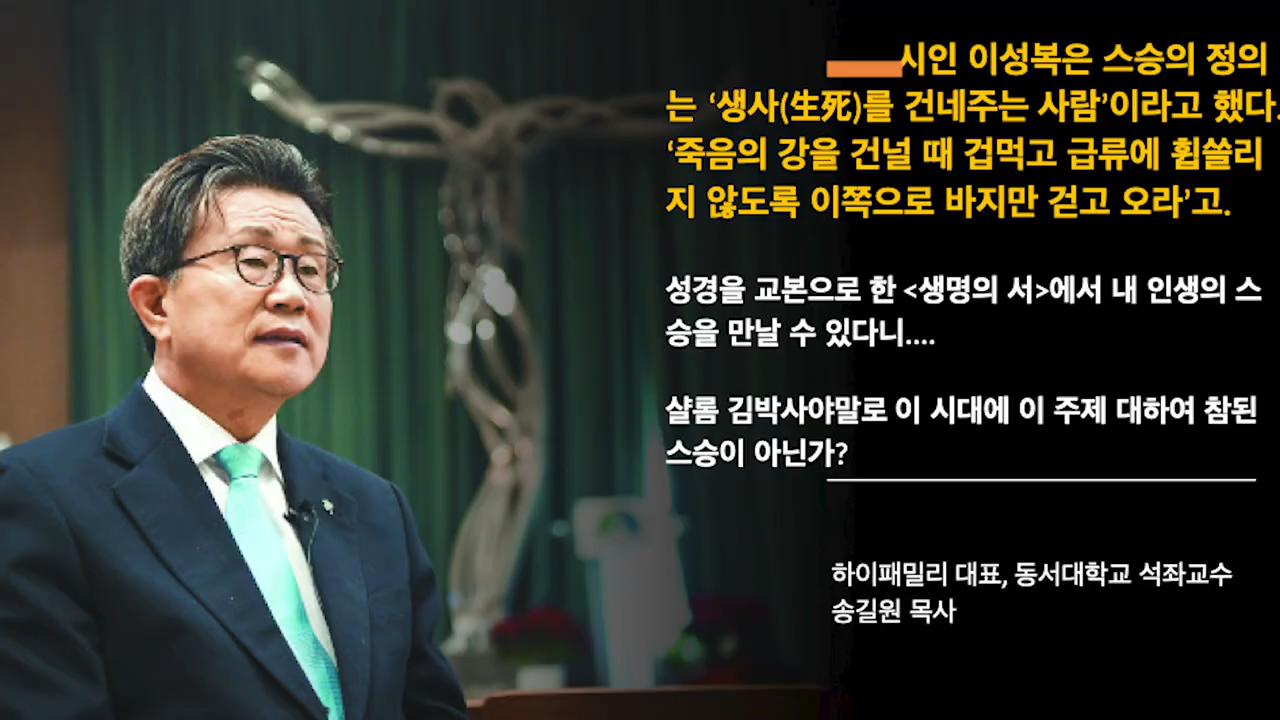 시인 이성복은 스승의 정의
는 ‘생사(生死)를 건네주는 사람’이라고 했다.
‘죽음의 강을 건널 때 겁먹고 급류에 휩쓸리
지 않도록 이쪽으로 바지만 걷고 오라’고.
성경을 교본으로 한 <생명의 서>에서 내 인생의 스
승을 만날 수 있다니....
샬롬 김박사야말로 이 시대에 이 주제 대하여 참된
스승이 아닌가?
하이패밀리 대표, 동서대학교 석좌교수
송길원 목사